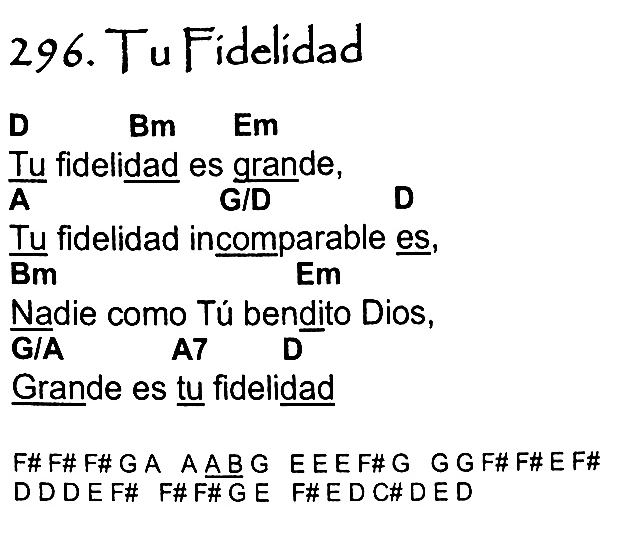 296. Tu Fidelidad
D Bm Em
Tu fidelidad es grande,
A G/D D
Tu fidelidad incomparable es,
Bm Em
Nadie como Tú bendito Dios,
G/A A7 D
Grande es tu fidelidad
F# F# F# G A A A B G E E E F# G G G F# F# E F#
D D D E F# F# F# G E F# E D C# D E D